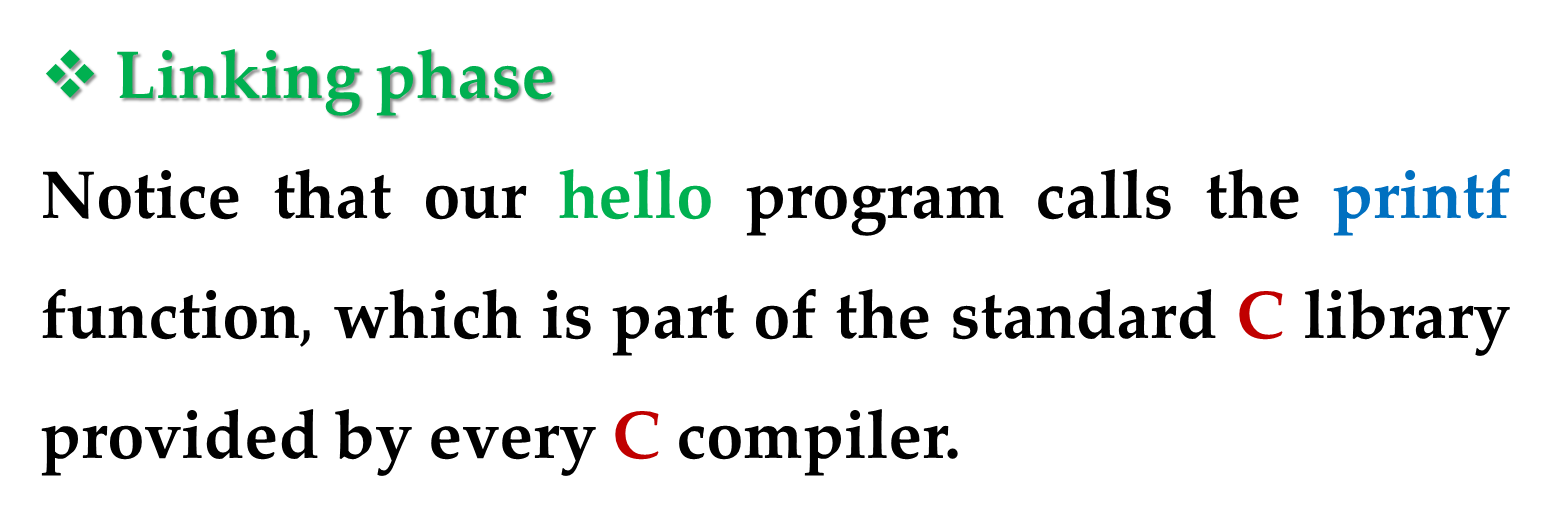 ❖ Linking phase
Notice that our hello program calls the printf
function, which is part of the standard C library
provided by every C compiler.